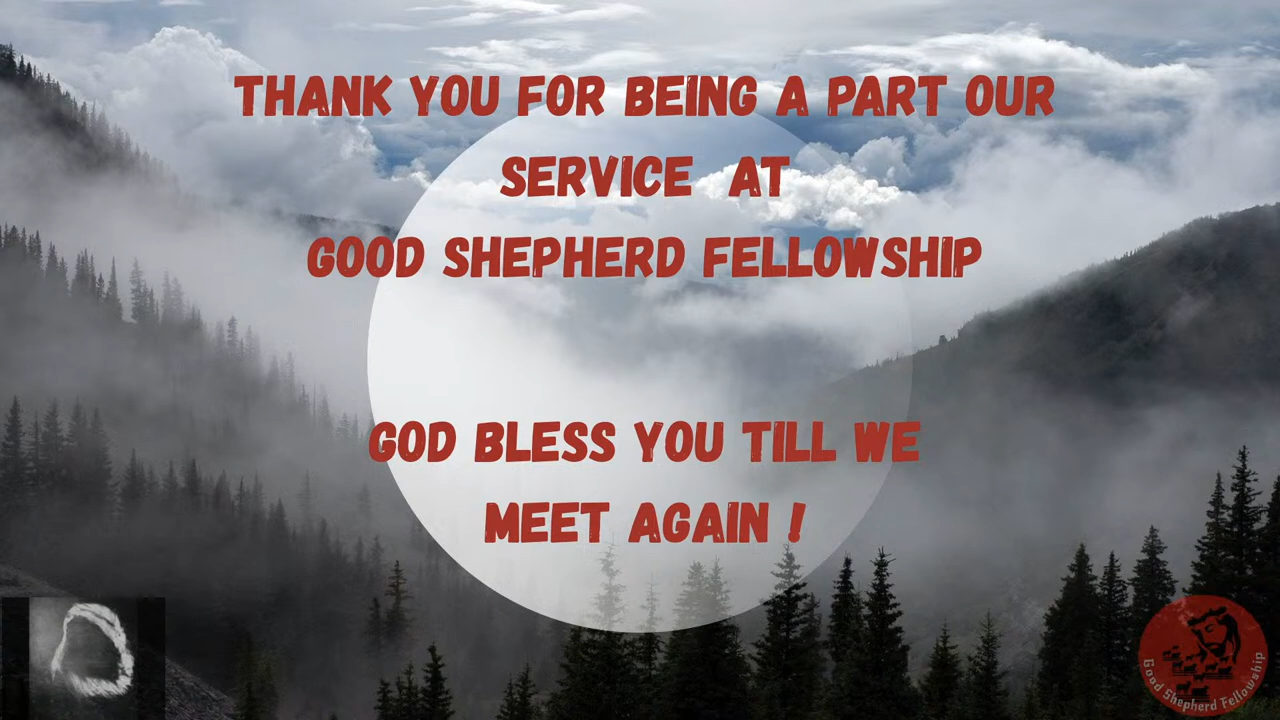 THANK YOU FOR BEING A PART OUR
SERVICE AT
GOOD SHEPHERD FELLOWSHIP
GOD BLESS YOU TILL WE
MEET AGAIN !
Good Shepherd Fellowship